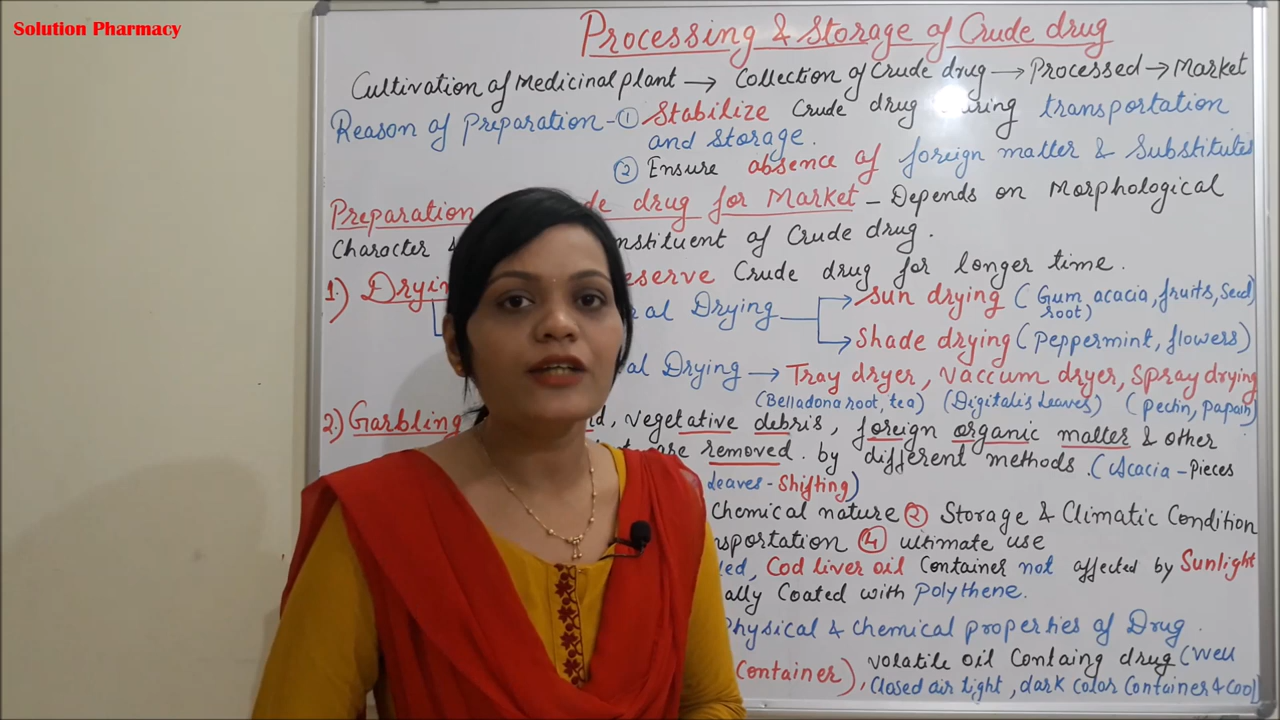 Solution Pharmacy
Processing & Storage of Crude drug
Cultivation of Medicinal plant → Collection of Crude drug → Processed → Market
Reason of Preparation - ① Stabilize Crude drug during transportation
and storage.
② Ensure absence of foreign matter & Substitutes
Preparation de drug for Market - Depends on Morphological
Character nstituent of Crude drug.
1) Dryin eserve Crude drug for longer time.
ral Drying → Sun drying (Gum acacia, fruits, Seed,
root)
→ Shade drying (Peppermint, flowers)
al Drying → Tray dryer, Vaccum dryer, Spray drying
(Belladona root, tea) (Digitalis leaves) (Pectin, Papain)
2.) Garbling d, vegetative debris, foreign organic matter & other
are removed. by different methods. (Acacia - Pieces
leaves - Shifting)
Chemical nature ② Storage & Climatic Condition
nsportation ④ ultimate use
led, Cod liver oil Container not affected by Sunlight
ally Coated with Polythene.
Physical & chemical properties of Drug.
Container), volatile oil Containg drug (Well
Closed air tight, dark color Container & Cool